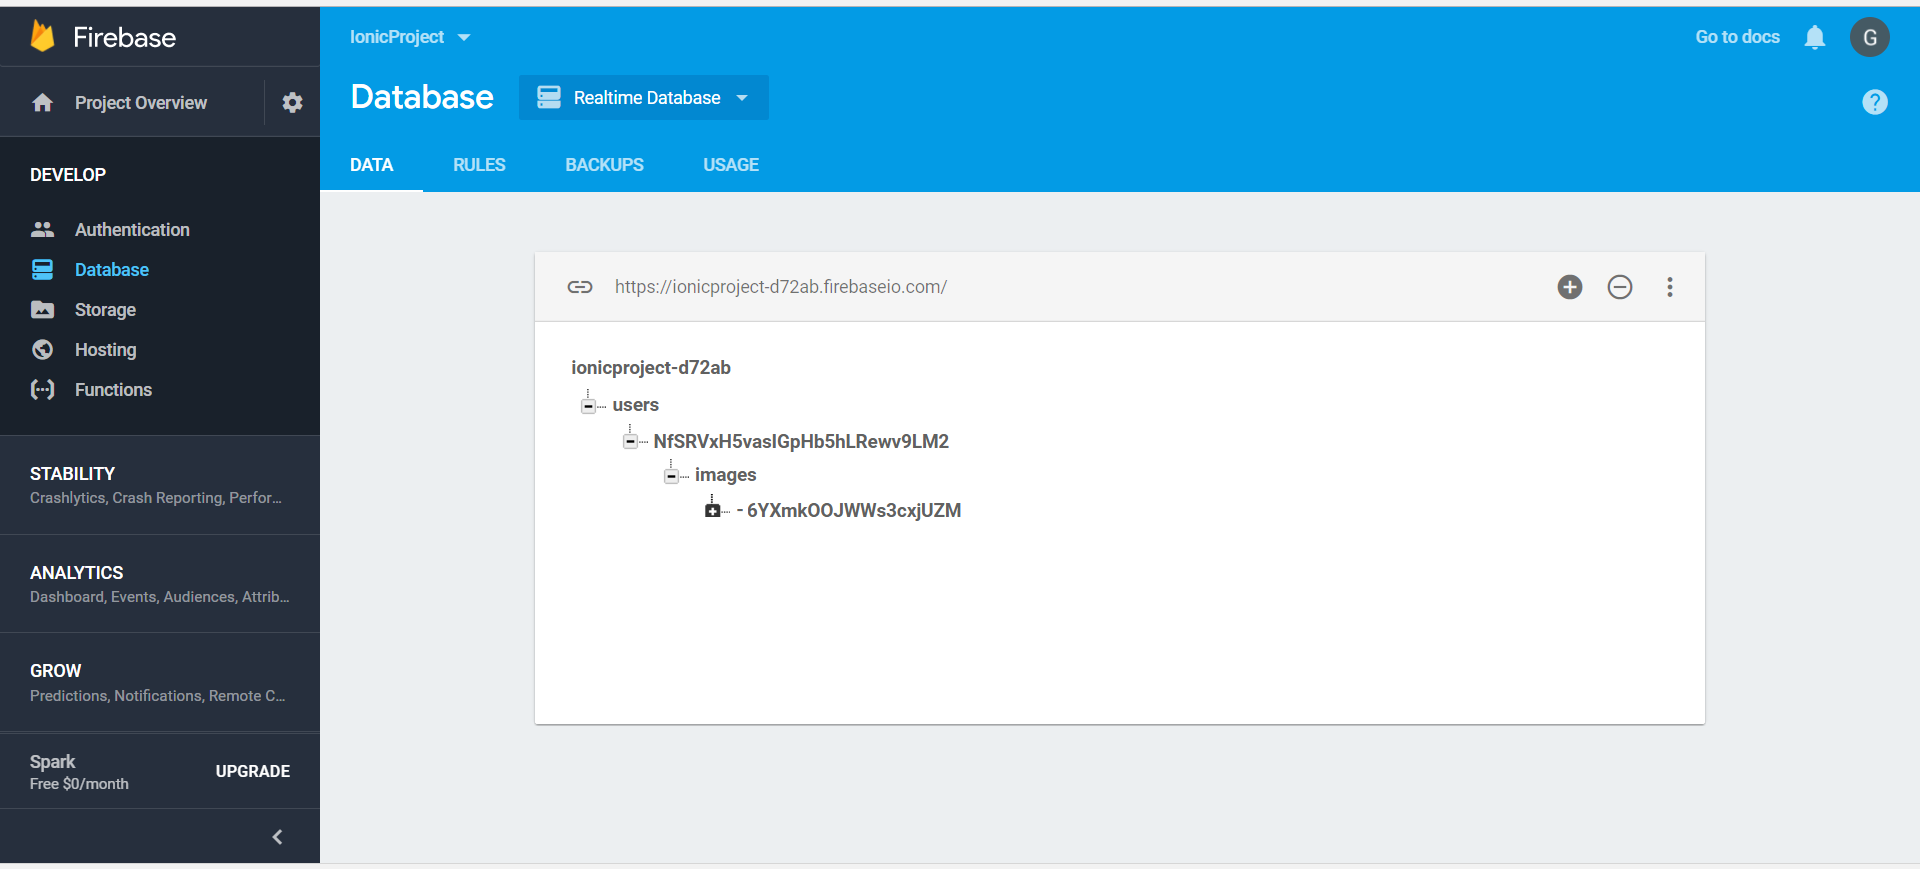 Firebase
Project Overview
DEVELOP
Authentication
Database
Storage
Hosting
Functions
STABILITY
Crashlytics, Crash Reporting, Perfor...
ANALYTICS
Dashboard, Events, Audiences, Attrib...
GROW
Predictions, Notifications, Remote C...
Spark
Free $0/month
UPGRADE
IonicProject
Go to docs
G
Database
Realtime Database
?
DATA RULES BACKUPS USAGE
https://ionicproject-d72ab.firebaseio.com/
ionicproject-d72ab
users
NfSRVxH5vasIGpHb5hLRewv9LM2
images
- 6YXmkOOJWWs3cxjUZM